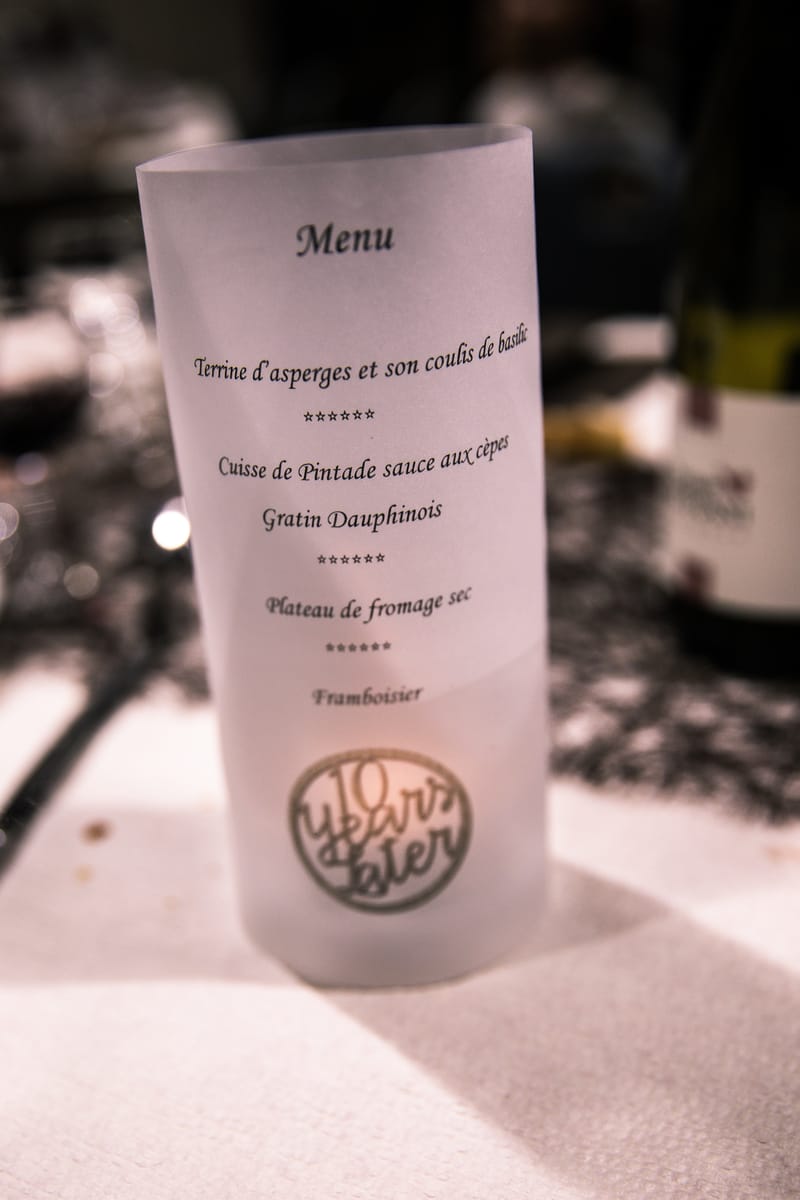 Menu
Terrine d'asperges et son coulis de basilic
******
Cuisse de Pintade sauce aux cèpes
Gratin Dauphinois
******
Plateau de fromage sec
******
Framboisier
10
years
later